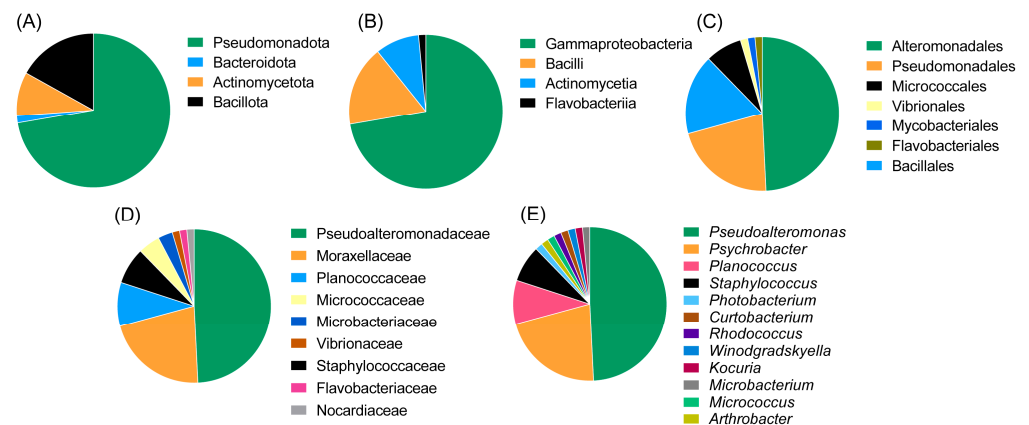 (A)
Pseudomonadota
Bacteroidota
Actinomycetota
Bacillota
(B)
Gammaproteobacteria
Bacilli
Actinomycetia
Flavobacteriia
(C)
Alteromonadales
Pseudomonadales
Micrococcales
Vibrionales
Mycobacteriales
Flavobacteriales
Bacillales
(D)
Pseudoalteromonadaceae
Moraxellaceae
Planococcaceae
Micrococcaceae
Microbacteriaceae
Vibrionaceae
Staphylococcaceae
Flavobacteriaceae
Nocardiaceae
(E)
Pseudoalteromonas
Psychrobacter
Planococcus
Staphylococcus
Photobacterium
Curtobacterium
Rhodococcus
Winodgradskyella
Kocuria
Microbacterium
Micrococcus
Arthrobacter